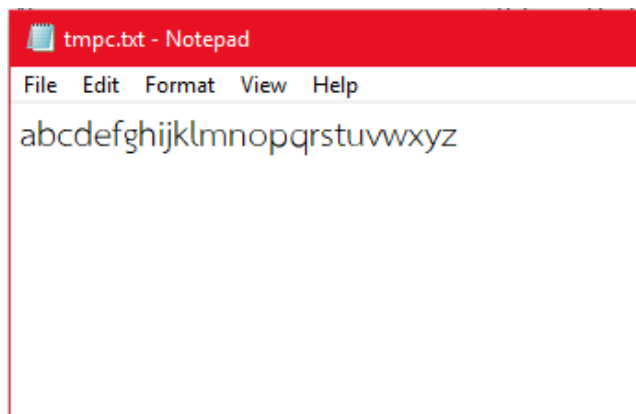 tmpc.txt - Notepad
File Edit Format View Help
abcdefghijklmnopqrstuvwxyz